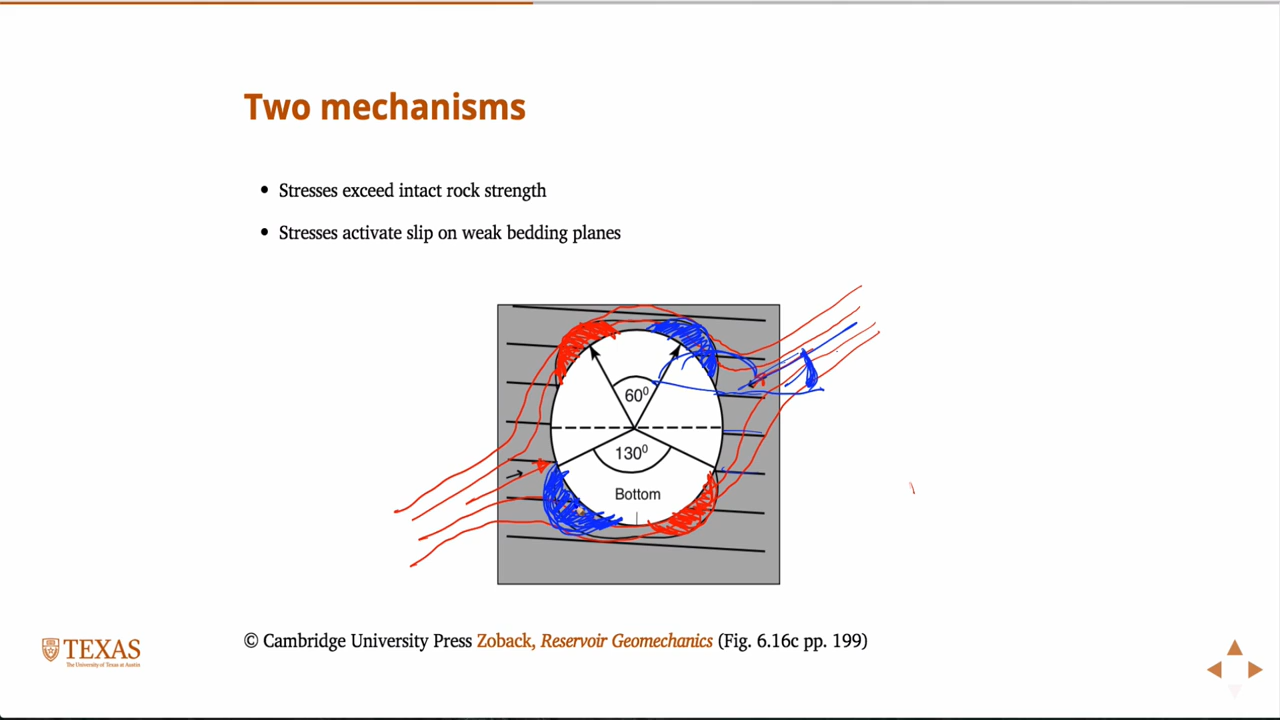 Two mechanisms
• Stresses exceed intact rock strength
• Stresses activate slip on weak bedding planes
60⁰
130⁰
Bottom
© Cambridge University Press Zoback, Reservoir Geomechanics (Fig. 6.16c pp. 199)
TEXAS
The University of Texas at Austin